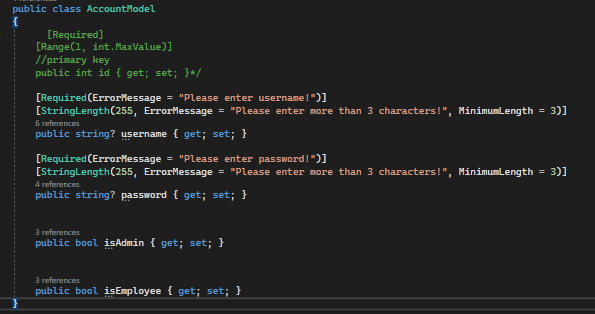 public class AccountModel
{
[Required]
[Range(1, int.MaxValue)]
//primary key
public int id { get; set; }*/
[Required(ErrorMessage = "Please enter username!")]
[StringLength(255, ErrorMessage = "Please enter more than 3 characters!", MinimumLength = 3)]
6 references
public string? username { get; set; }
[Required(ErrorMessage = "Please enter password!")]
[StringLength(255, ErrorMessage = "Please enter more than 3 characters!", MinimumLength = 3)]
4 references
public string? password { get; set; }
3 references
public bool isAdmin { get; set; }
3 references
public bool isEmployee { get; set; }
}